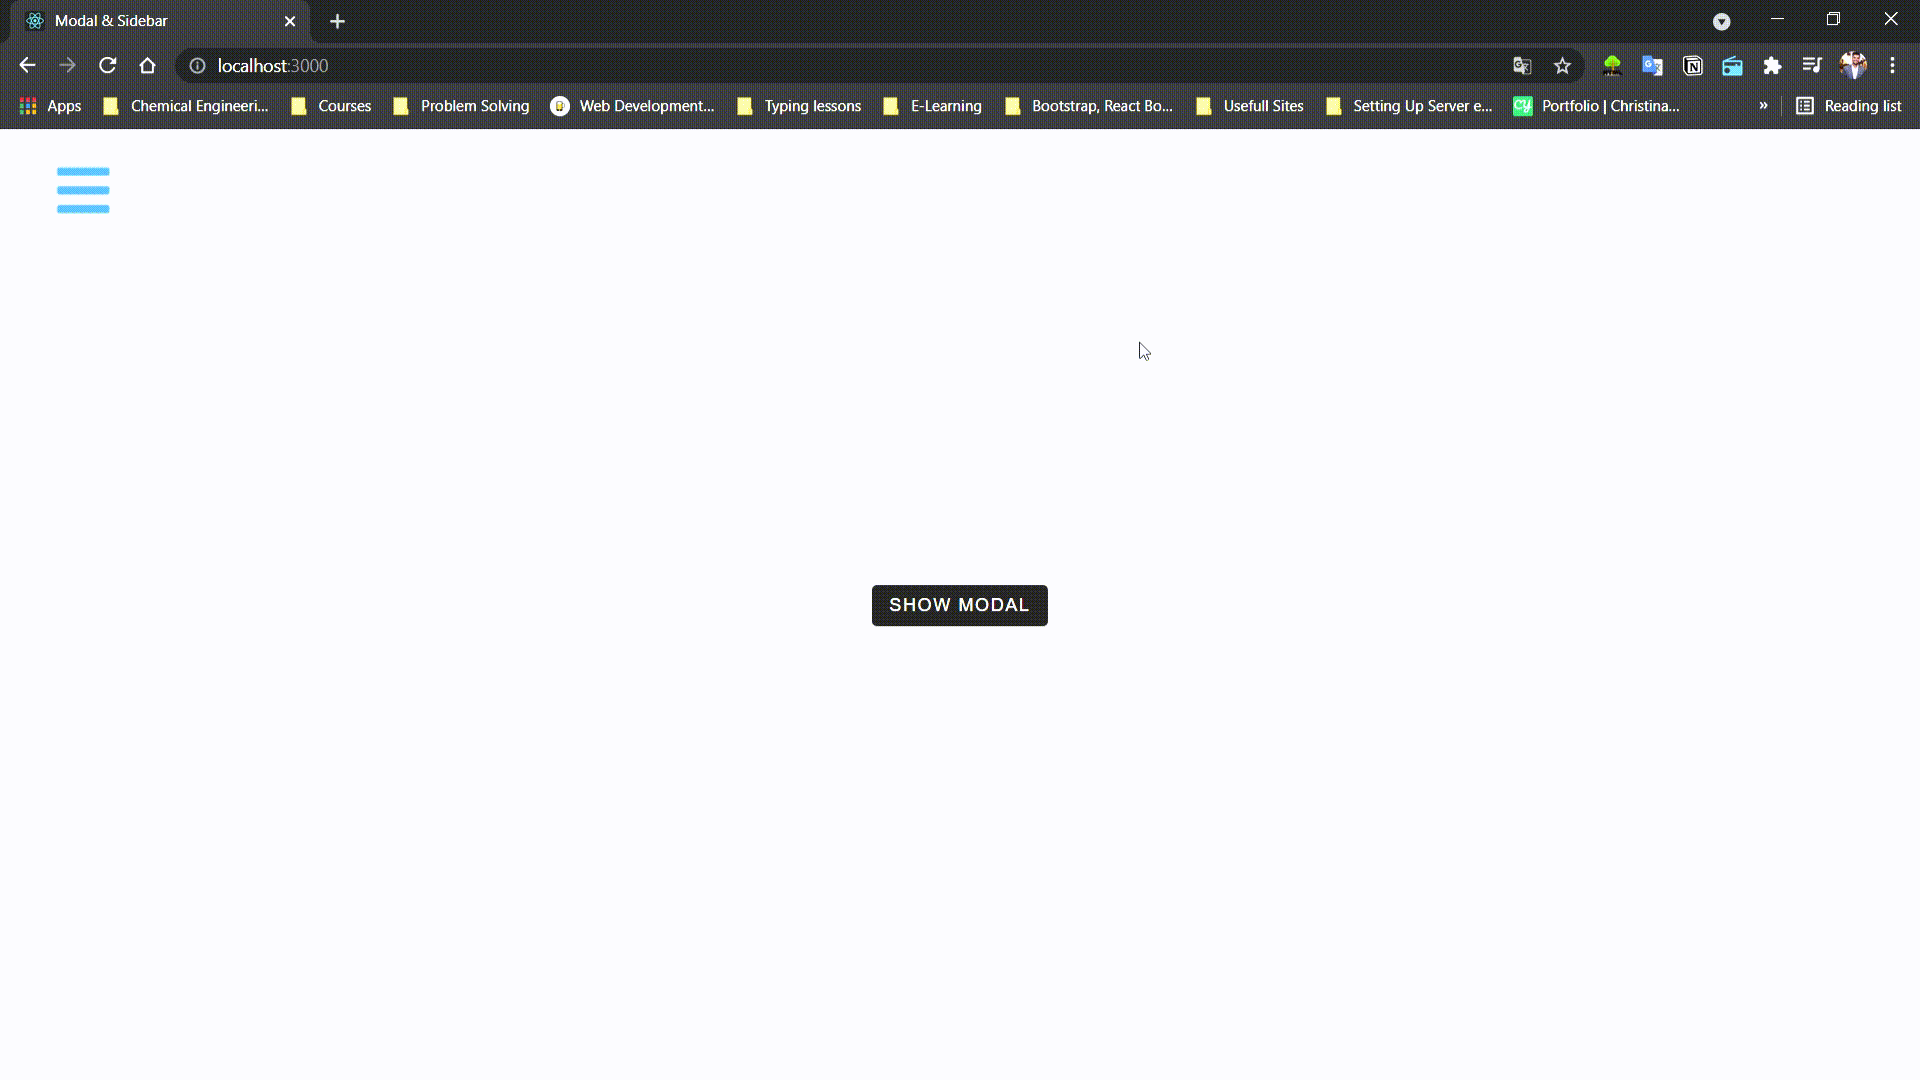 Modal & Sidebar
localhost:3000
Apps Chemical Engineeri... Courses Problem Solving Web Development... Typing lessons E-Learning Bootstrap, React Bo... Usefull Sites Setting Up Server e... CY Portfolio | Christina... » Reading list
SHOW MODAL